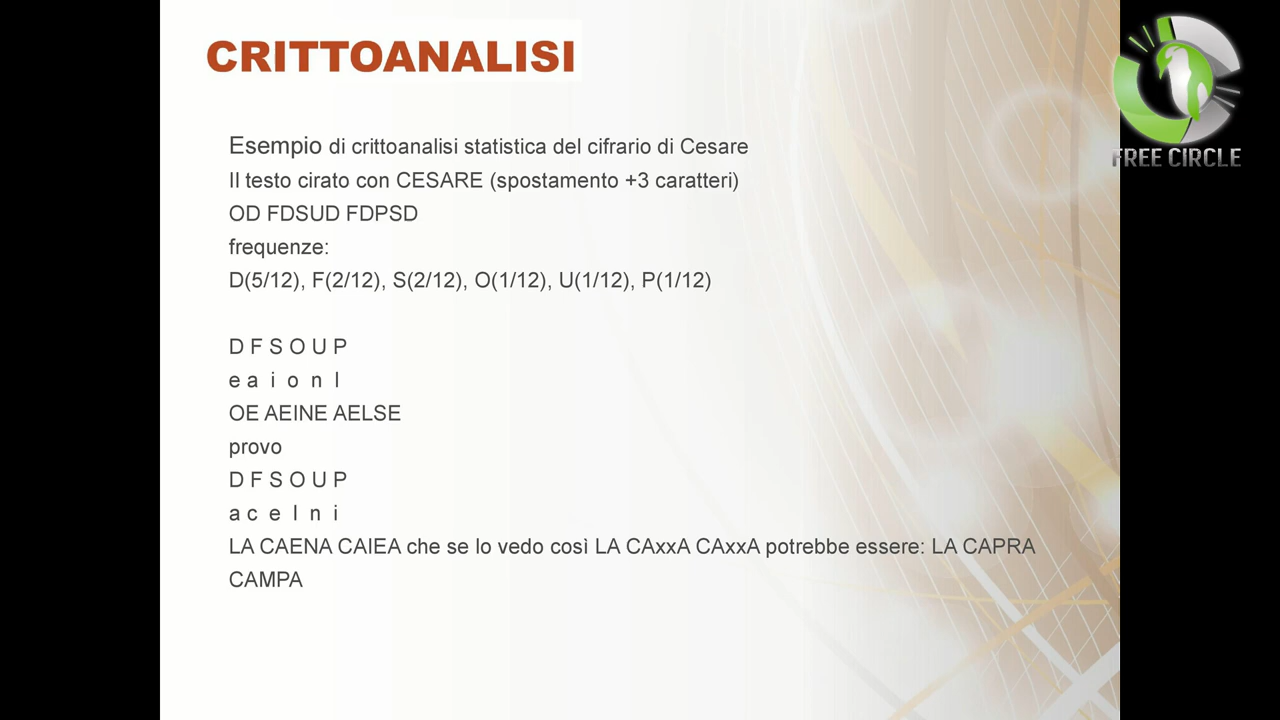 CRITTOANALISI
FREE CIRCLE
Esempio di crittoanalisi statistica del cifrario di Cesare
Il testo cirato con CESARE (spostamento +3 caratteri)
OD FDSUD FDPSD
frequenze:
D(5/12), F(2/12), S(2/12), O(1/12), U(1/12), P(1/12)
D F S O U P
e a i o n l
OE AEINE AELSE
provo
D F S O U P
a c e l n i
LA CAENA CAIEA che se lo vedo così LA CAxxA CAxxA potrebbe essere: LA CAPRA
CAMPA